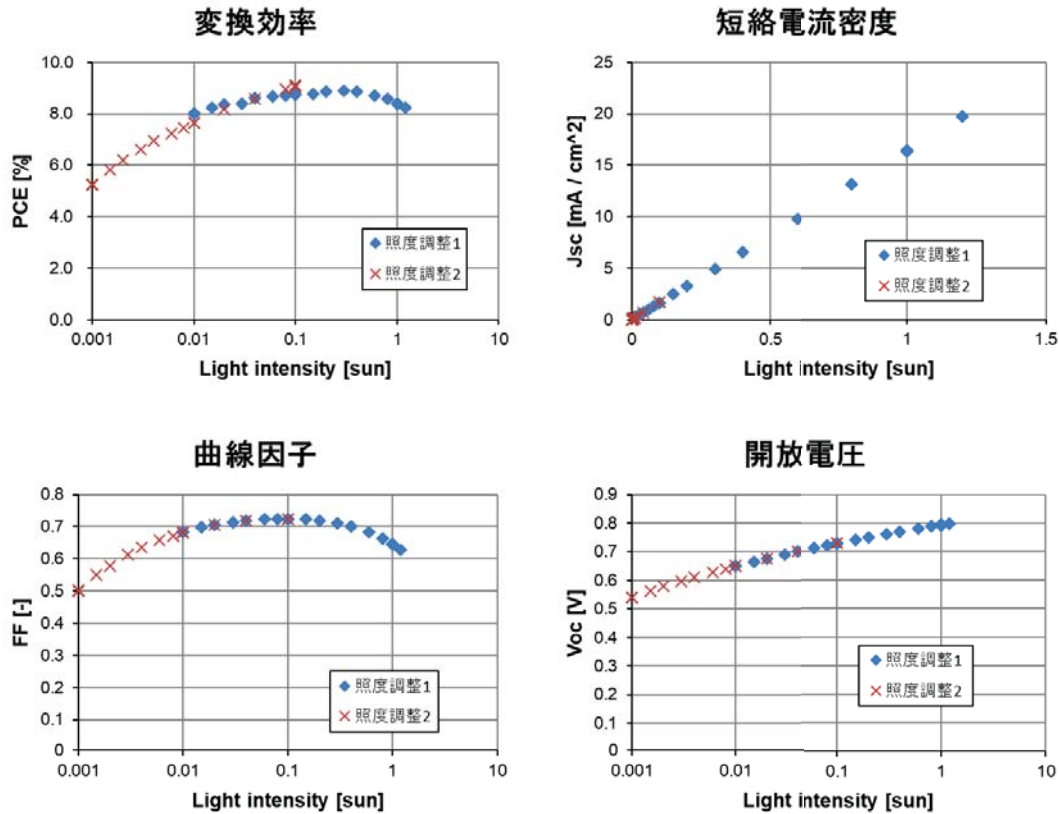 変換効率
10.0
8.0
6.0
4.0
2.0
0.0
PCE [%]
照度調整1
照度調整2
0.001
0.01
0.1
1
10
Light intensity [sun]
短絡電流密度
25
20
15
10
5
0
Jsc [mA / cm^2]
照度調整1
照度調整2
0
0.5
1
1.5
Light intensity [sun]
曲線因子
0.8
0.7
0.6
0.5
0.4
0.3
0.2
0.1
0
FF [-]
照度調整1
照度調整2
0.001
0.01
0.1
1
10
Light intensity [sun]
開放電圧
0.9
0.8
0.7
0.6
0.5
0.4
0.3
0.2
0.1
0
Voc [V]
照度調整1
照度調整2
0.001
0.01
0.1
1
10
Light intensity [sun]